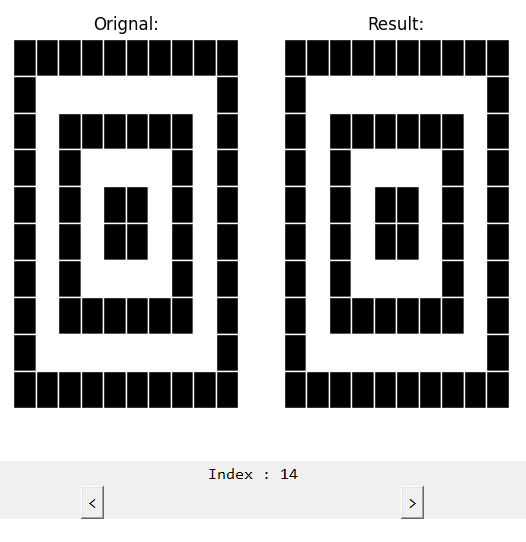 Orignal:
Result:
Index : 14
<
>